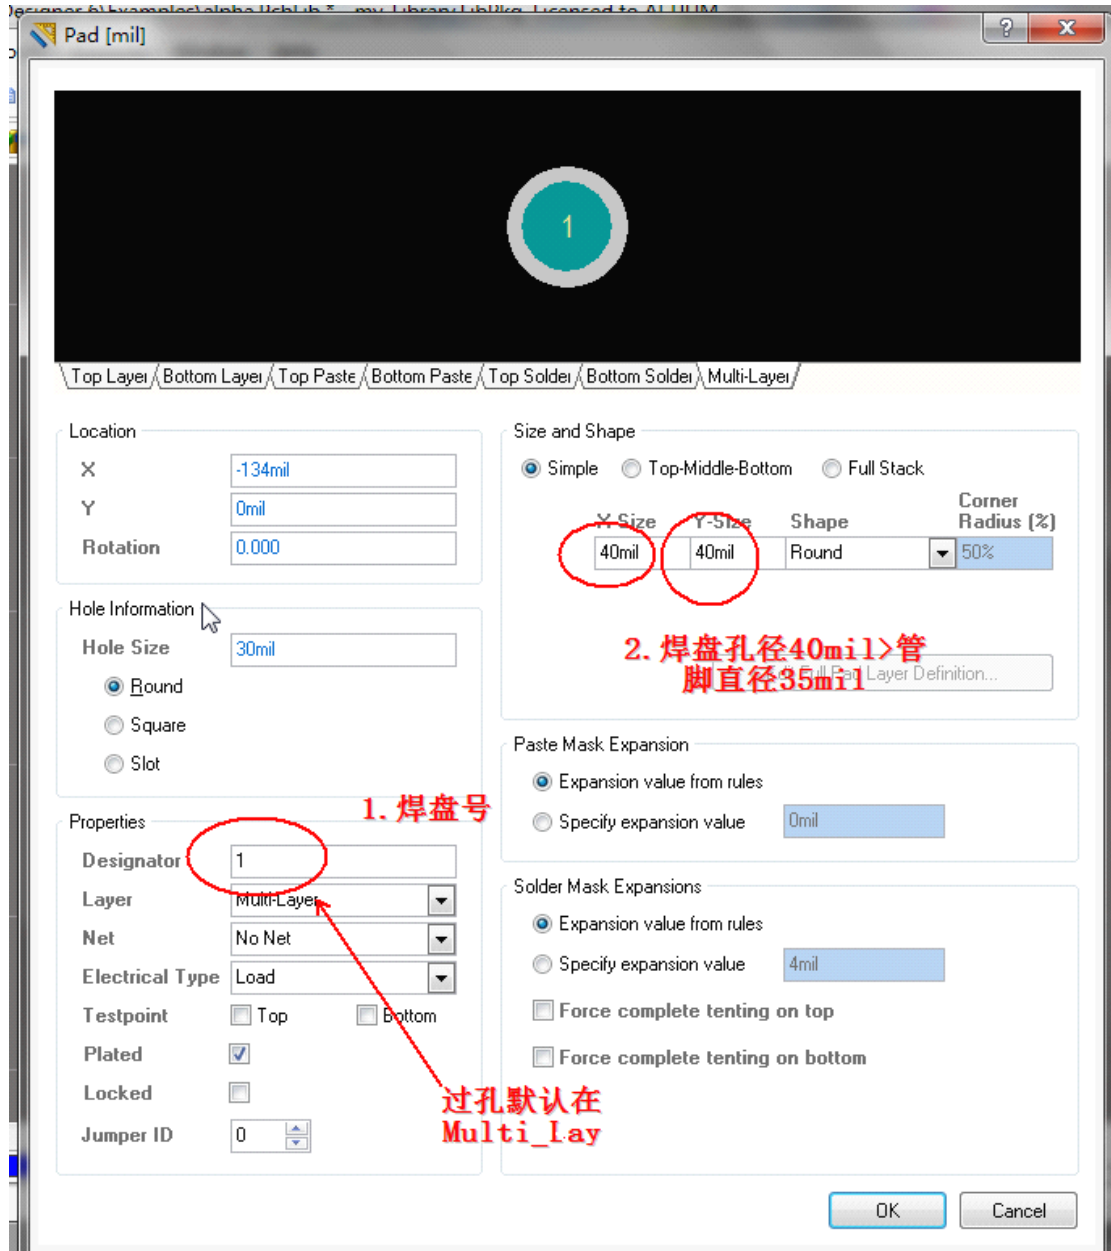 Pad [mil]
1
Top Layer Bottom Layer Top Paste Bottom Paste Top Solder Bottom Solder Multi-Layer
Location
X -134mil
Y 0mil
Rotation 0.000
Hole Information
Hole Size 30mil
Round
Square
Slot
1.焊盘号
Properties
Designator 1
Layer Multi-Layer
Net No Net
Electrical Type Load
Testpoint Top Bottom
Plated
Locked
Jumper ID 0
过孔默认在
Multi_Lay
Size and Shape
Simple Top-Middle-Bottom Full Stack
X-Size Y-Size Shape Corner Radius (%)
40mil 40mil Round 50%
2.焊盘孔径40mil>管
脚直径35mil
Full Pad Layer Definition...
Paste Mask Expansion
Expansion value from rules
Specify expansion value 0mil
Solder Mask Expansions
Expansion value from rules
Specify expansion value 4mil
Force complete tenting on top
Force complete tenting on bottom
OK Cancel